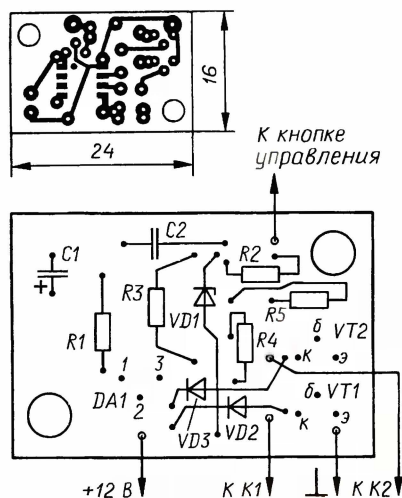 16
24
К кнопке
управления
C1
C2
R2
R3
VD1
R5
R1
R4
б VT2
к
э
1 3
DA1
2
б VT1
к
э
VD3
VD2
+12 В
К К1
К К2